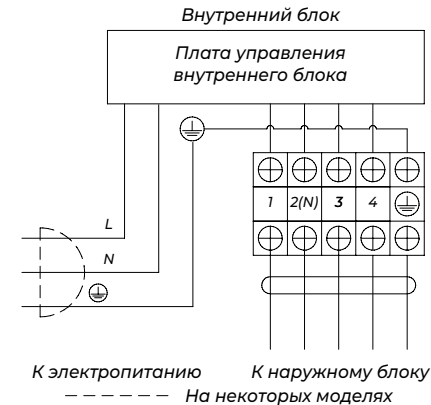 Внутренний блок
Плата управления
внутреннего блока
1 2(N) 3 4
L
N
К электропитанию К наружному блоку
На некоторых моделях